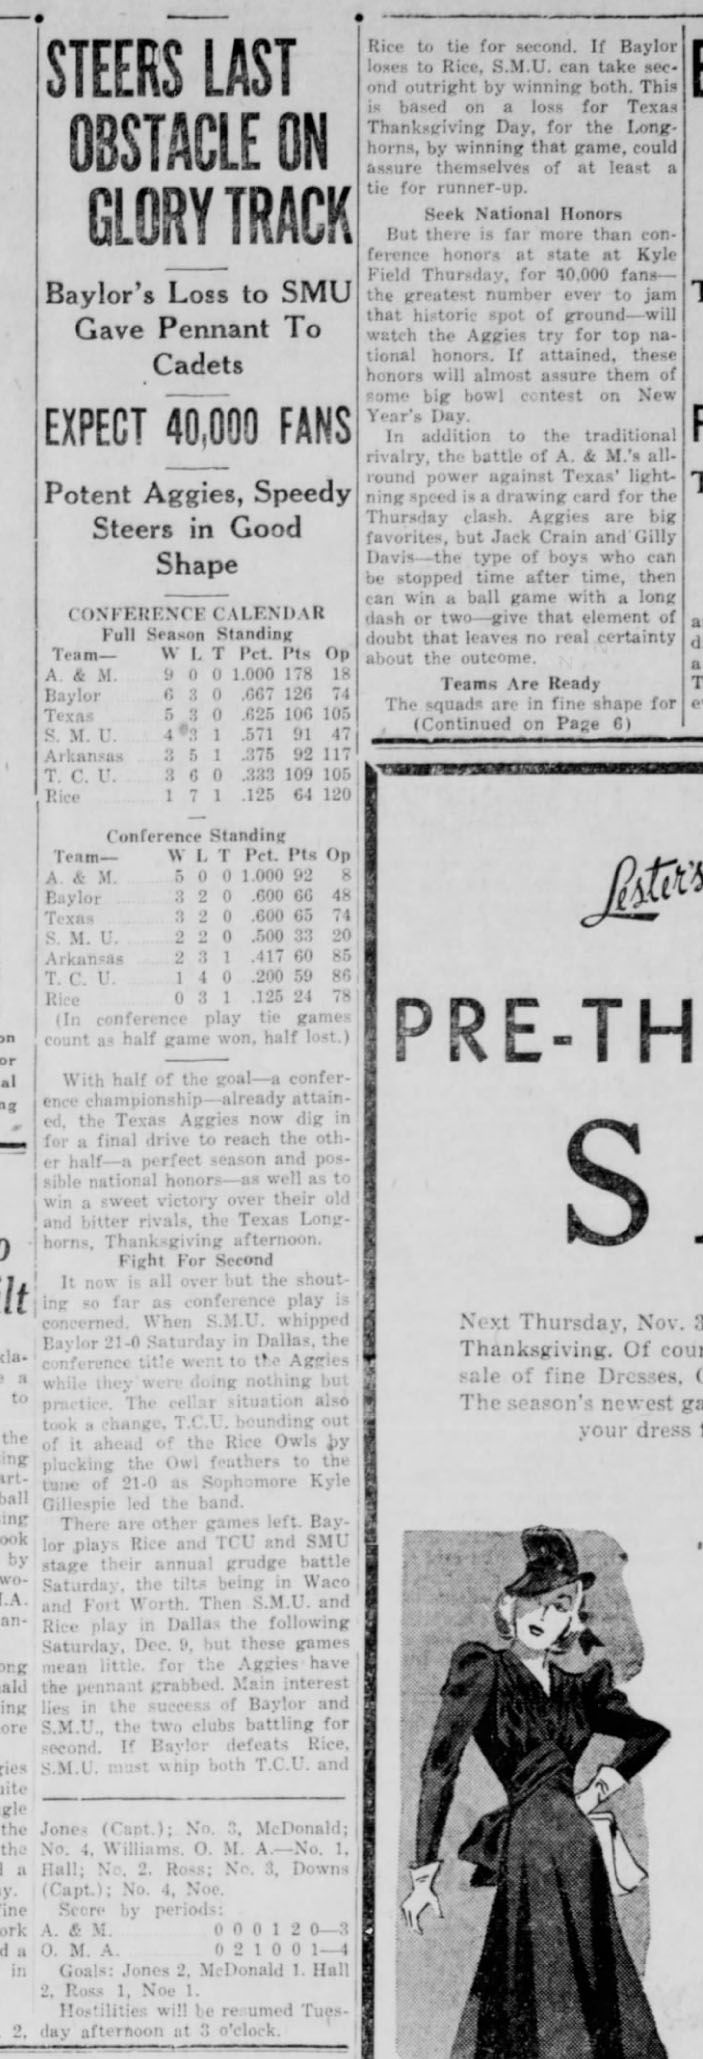 STEERS LAST
OBSTACLE ON
GLORY TRACK
Baylor's Loss to SMU
Gave Pennant To
Cadets
EXPECT 40,000 FANS
Potent Aggies, Speedy
Steers in Good
Shape
CONFERENCE CALENDAR
Full Season Standing
Team— W L T Pct. Pts Op
A. & M. 9 0 0 1.000 178 18
Baylor 6 3 0 .667 126 74
Texas 5 3 0 .625 106 105
S. M. U. 4 3 1 .571 91 47
Arkansas 3 5 1 .375 92 117
T. C. U. 3 6 0 .333 109 105
Rice 1 7 1 .125 64 120
Conference Standing
Team— W L T Pct. Pts Op
A. & M. 5 0 0 1.000 92 8
Baylor 3 2 0 .600 66 48
Texas 3 2 0 .600 65 74
S. M. U. 2 2 0 .500 33 20
Arkansas 2 3 1 .417 60 85
T. C. U. 1 4 0 .200 59 86
Rice 0 3 1 .125 24 78
(In conference play tie games
count as half game won, half lost.)
With half of the goal—a confer-
ence championship—already attain-
ed, the Texas Aggies now dig in
for a final drive to reach the oth-
er half—a perfect season and pos-
sible national honors—as well as to
win a sweet victory over their old
and bitter rivals, the Texas Long-
horns, Thanksgiving afternoon.
Fight For Second
It now is all over but the shout-
ing so far as conference play is
concerned. When S.M.U. whipped
Baylor 21-0 Saturday in Dallas, the
conference title went to the Aggies
while they were doing nothing but
practice. The cellar situation also
took a change, T.C.U. bounding out
of it ahead of the Rice Owls by
plucking the Owl feathers to the
tune of 21-0 as Sophomore Kyle
Gillespie led the band.
There are other games left. Bay-
lor plays Rice and TCU and SMU
stage their annual grudge battle
Saturday, the tilts being in Waco
and Fort Worth. Then S.M.U. and
Rice play in Dallas the following
Saturday, Dec. 9, but these games
mean little, for the Aggies have
the pennant grabbed. Main interest
lies in the success of Baylor and
S.M.U., the two clubs battling for
second. If Baylor defeats Rice,
S.M.U. must whip both T.C.U. and
Jones (Capt.); No. 3, McDonald;
No. 4, Williams. O. M. A.—No. 1,
Hall; No. 2, Ross; No. 3, Downs
(Capt.); No. 4, Noe.
Score by periods:
A. & M. 0 0 0 1 2 0—3
O. M. A. 0 2 1 0 0 1—4
Goals: Jones 2, McDonald 1. Hall
2, Ross 1, Noe 1.
Hostilities will be resumed Tues-
day afternoon at 3 o'clock.
Rice to tie for second. If Baylor
loses to Rice, S.M.U. can take sec-
ond outright by winning both. This
is based on a loss for Texas
Thanksgiving Day, for the Long-
horns, by winning that game, could
assure themselves of at least a
tie for runner-up.
Seek National Honors
But there is far more than con-
ference honors at state at Kyle
Field Thursday, for 40,000 fans—
the greatest number ever to jam
that historic spot of ground—will
watch the Aggies try for top na-
tional honors. If attained, these
honors will almost assure them of
some big bowl contest on New
Year's Day.
In addition to the traditional
rivalry, the battle of A. & M.'s all-
round power against Texas' light-
ning speed is a drawing card for the
Thursday clash. Aggies are big
favorites, but Jack Crain and Gilly
Davis—the type of boys who can
be stopped time after time, then
can win a ball game with a long
dash or two—give that element of
doubt that leaves no real certainty
about the outcome.
Teams Are Ready
The squads are in fine shape for
(Continued on Page 6)
Lester's
PRE-TH
S
Next Thursday, Nov. 3
Thanksgiving. Of cour
sale of fine Dresses, (
The season's newest ga
your dress